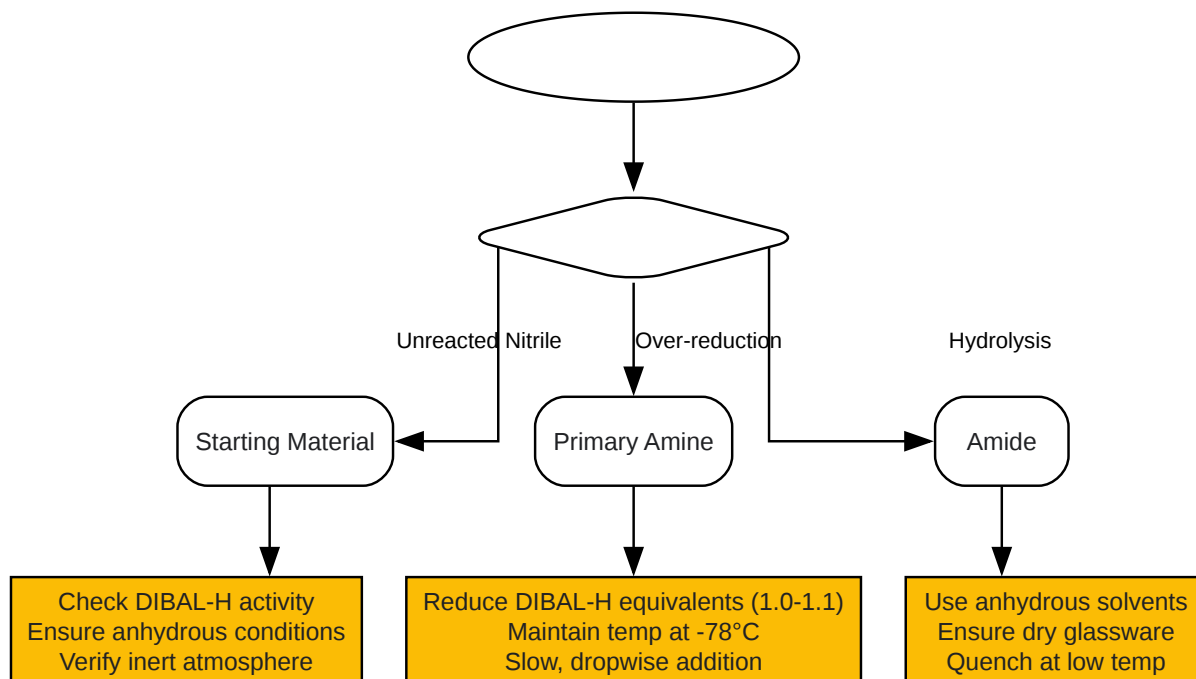 Unreacted Nitrile
Over-reduction
Hydrolysis
Starting Material
Primary Amine
Amide
Check DIBAL-H activity
Ensure anhydrous conditions
Verify inert atmosphere
Reduce DIBAL-H equivalents (1.0-1.1)
Maintain temp at -78°C
Slow, dropwise addition
Use anhydrous solvents
Ensure dry glassware
Quench at low temp